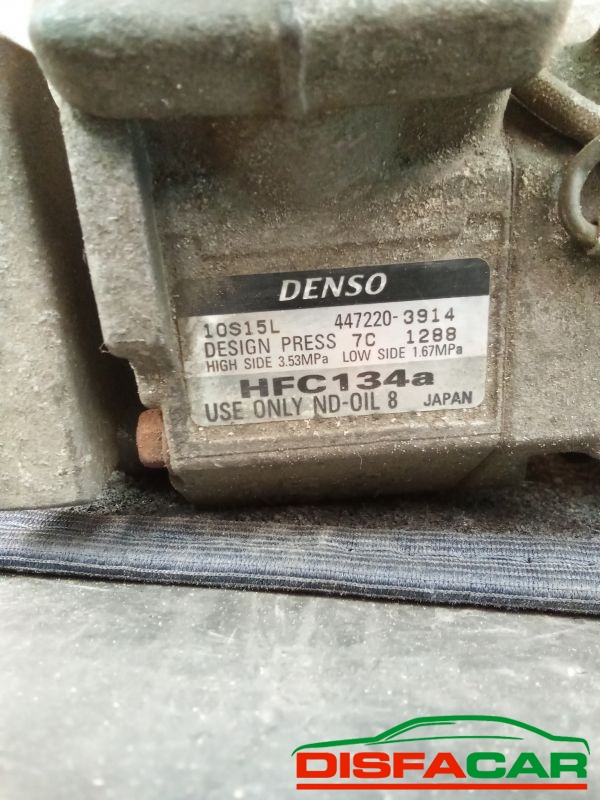 DENSO
10S15L 447220-3914
DESIGN PRESS 7C 1288
HIGH SIDE 3.53MPa LOW SIDE 1.67MPa
HFC134a
USE ONLY ND-OIL 8 JAPAN
DISFACAR